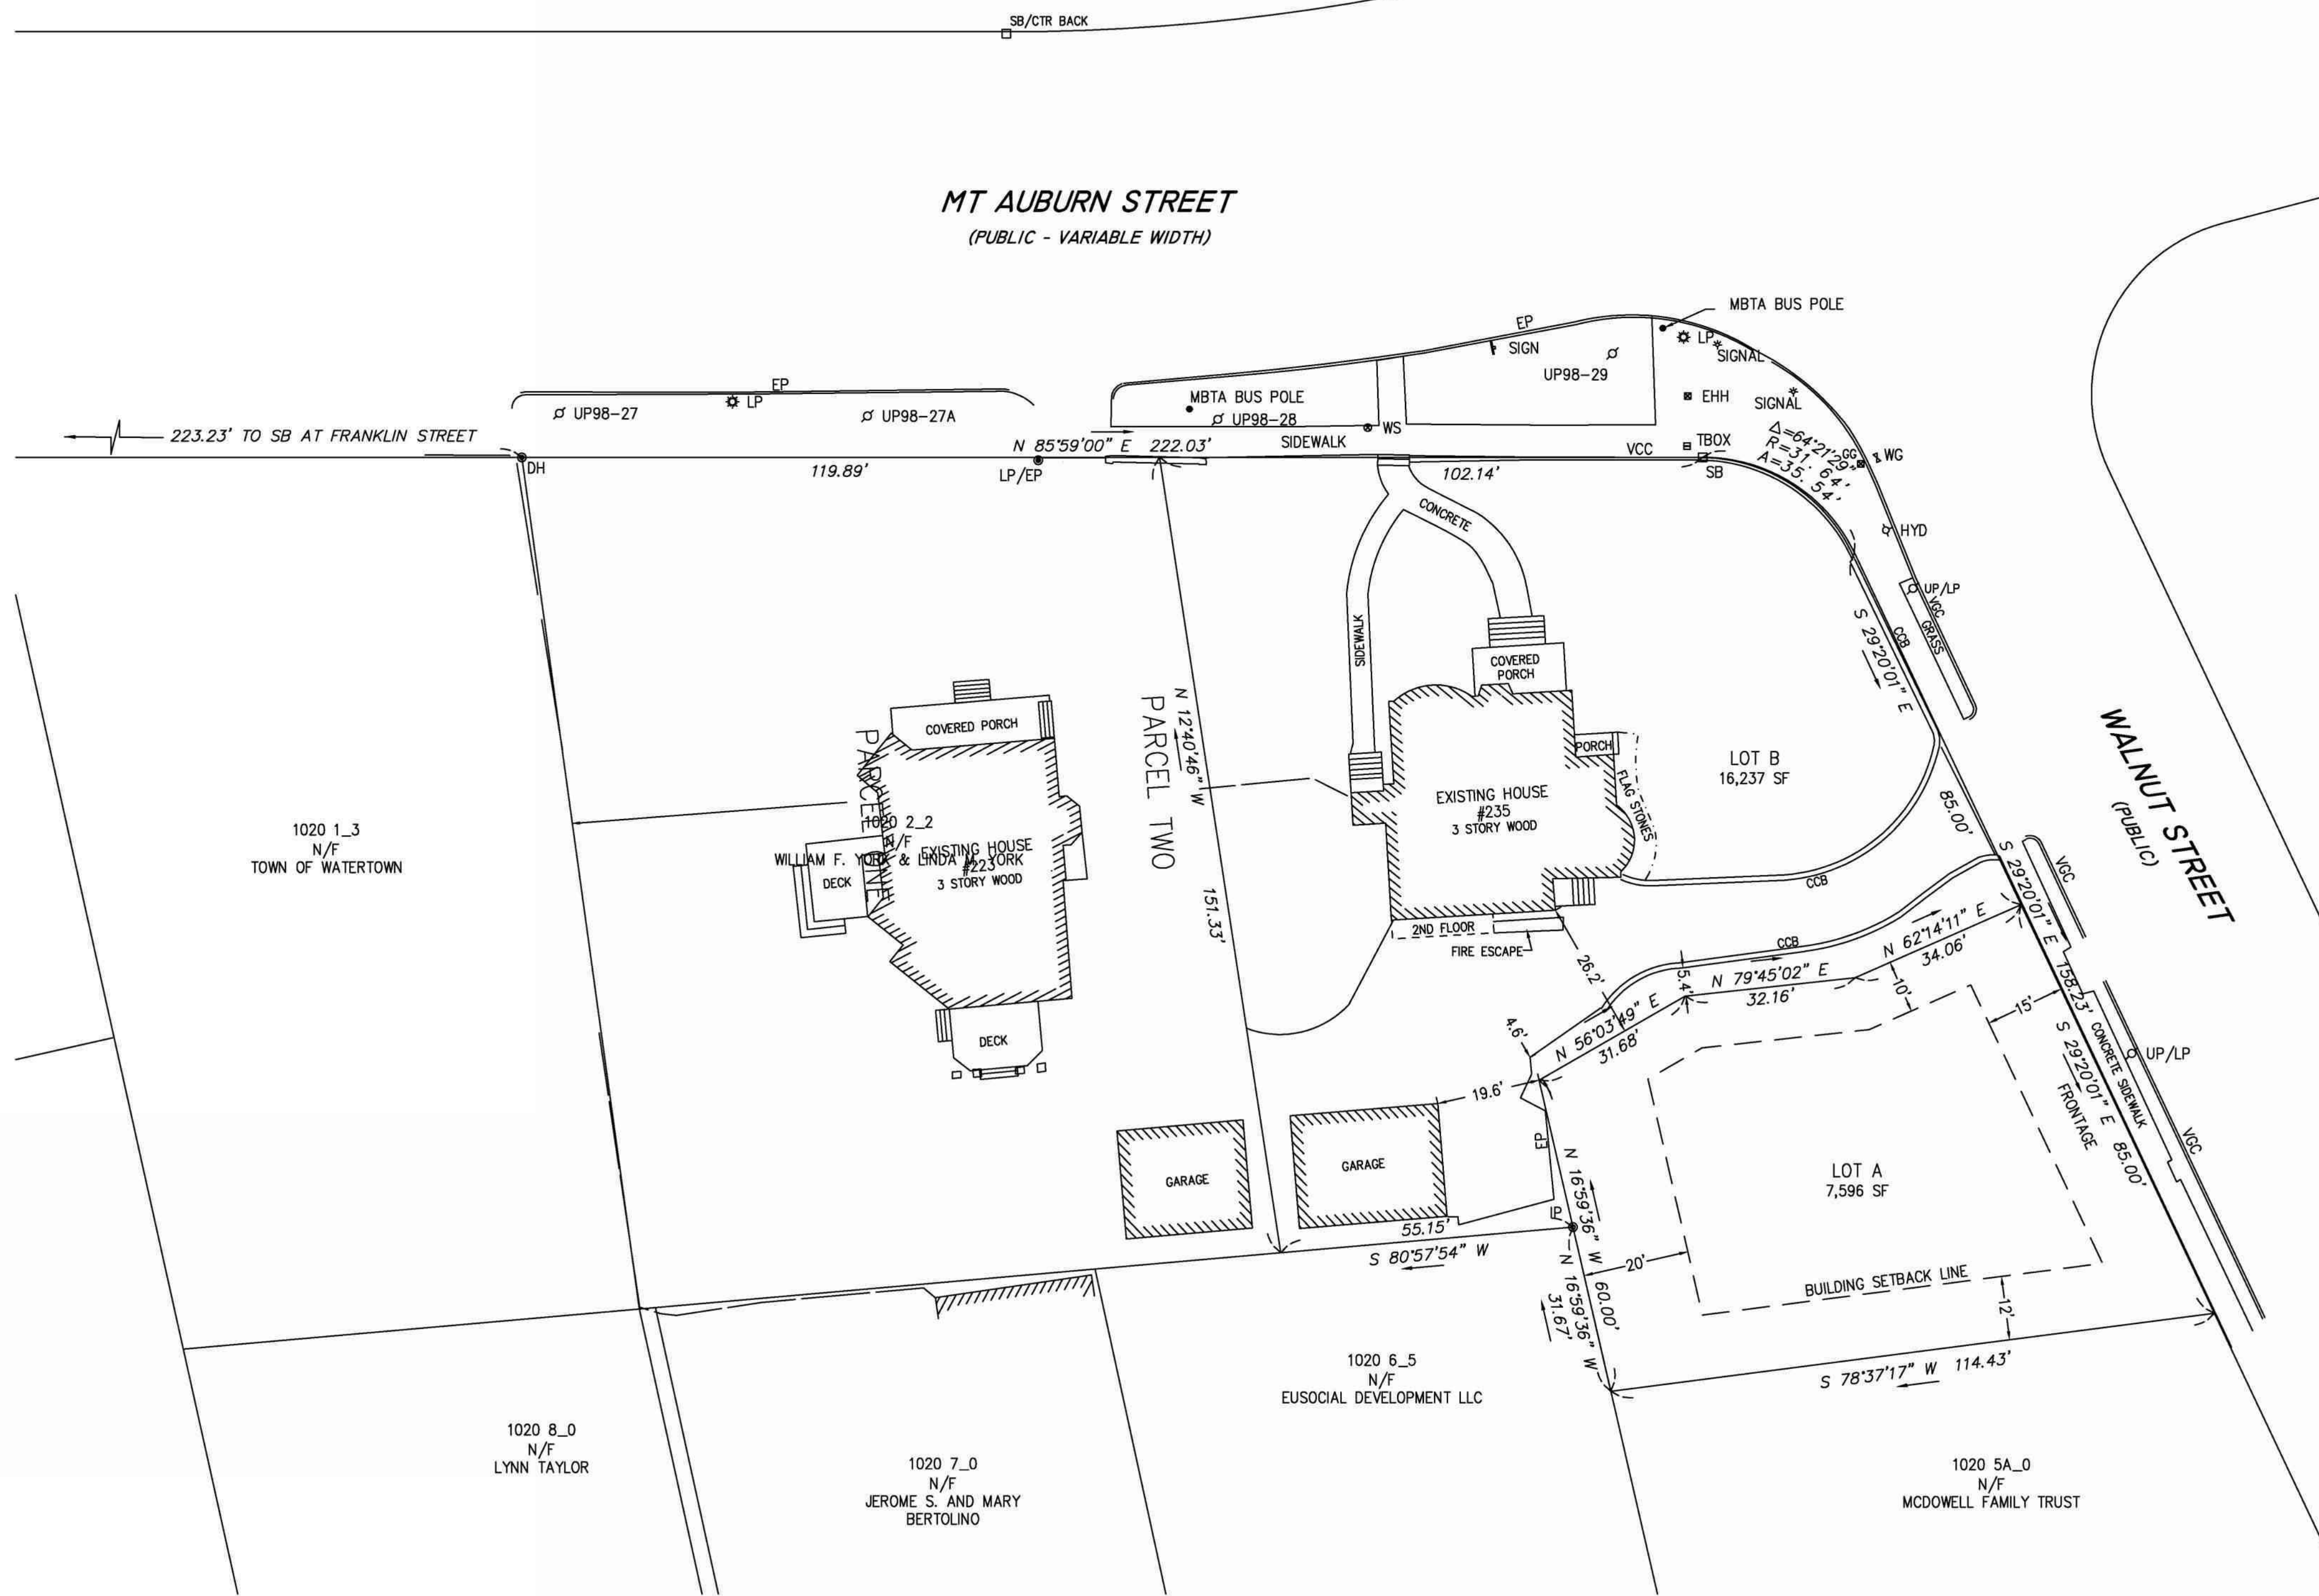 SB/CTR BACK
MT AUBURN STREET
(PUBLIC - VARIABLE WIDTH)
MBTA BUS POLE
EP
SIGN
LP
SIGNAL
UP98-29
EP
LP
UP98-27
UP98-27A
MBTA BUS POLE
UP98-28
WS
EHH
SIGNAL
223.23' TO SB AT FRANKLIN STREET
N 85°59'00" E 222.03'
SIDEWALK
VCC
TBOX
SB
Δ=64°21'29"
R=31.64'
A=35.54'
GG
WG
DH
119.89'
LP/EP
102.14'
CONCRETE
HYD
UP/LP
VGC
GRASS
CCB
S 29°20'01" E
SIDEWALK
COVERED
PORCH
N 12°40'46" W
PARCEL TWO
151.33'
COVERED PORCH
PARCEL ONE
PORCH
FLAG STONES
LOT B
16,237 SF
WALNUT STREET
(PUBLIC)
85.00'
EXISTING HOUSE
#235
3 STORY WOOD
1020 1_3
N/F
TOWN OF WATERTOWN
1020 2_2
N/F
WILLIAM F. YORK & LINDA M. YORK
EXISTING HOUSE
#223
3 STORY WOOD
DECK
CCB
VGC
S 29°20'01" E
158.23'
2ND FLOOR
FIRE ESCAPE
26.2'
CCB
N 62°14'11" E
34.06'
5.4'
N 79°45'02" E
32.16'
10'
15'
4.6'
N 56°03'49" E
31.68'
CONCRETE SIDEWALK
UP/LP
S 29°20'01" E 85.00'
FRONTAGE
VGC
DECK
19.6'
GARAGE
GARAGE
EP
N 16°59'36" W 60.00'
LOT A
7,596 SF
IP
55.15'
S 80°57'54" W
20'
N 16°59'36" W
31.67'
BUILDING SETBACK LINE
12'
S 78°37'17" W 114.43'
1020 6_5
N/F
EUSOCIAL DEVELOPMENT LLC
1020 8_0
N/F
LYNN TAYLOR
1020 7_0
N/F
JEROME S. AND MARY
BERTOLINO
1020 5A_0
N/F
MCDOWELL FAMILY TRUST